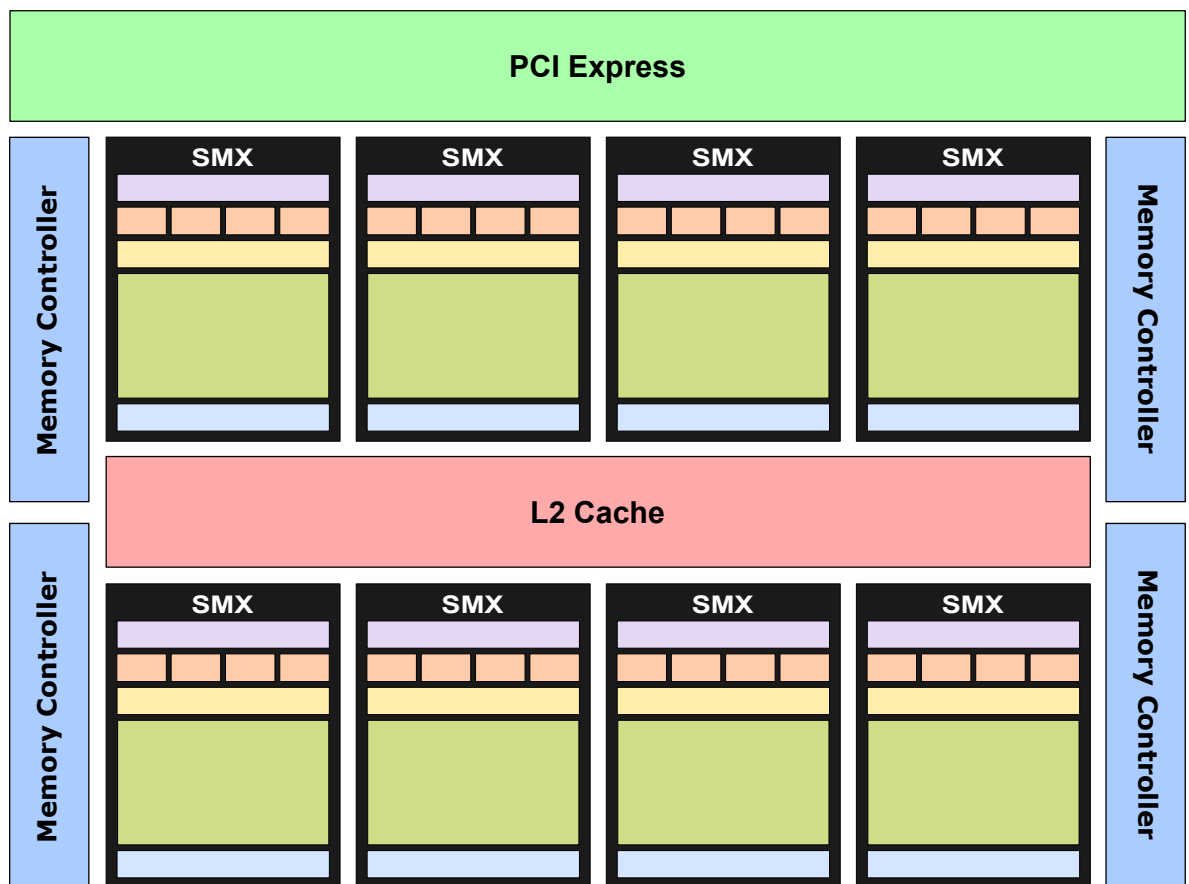 PCI Express
Memory Controller
SMX
SMX
SMX
SMX
Memory Controller
L2 Cache
Memory Controller
SMX
SMX
SMX
SMX
Memory Controller